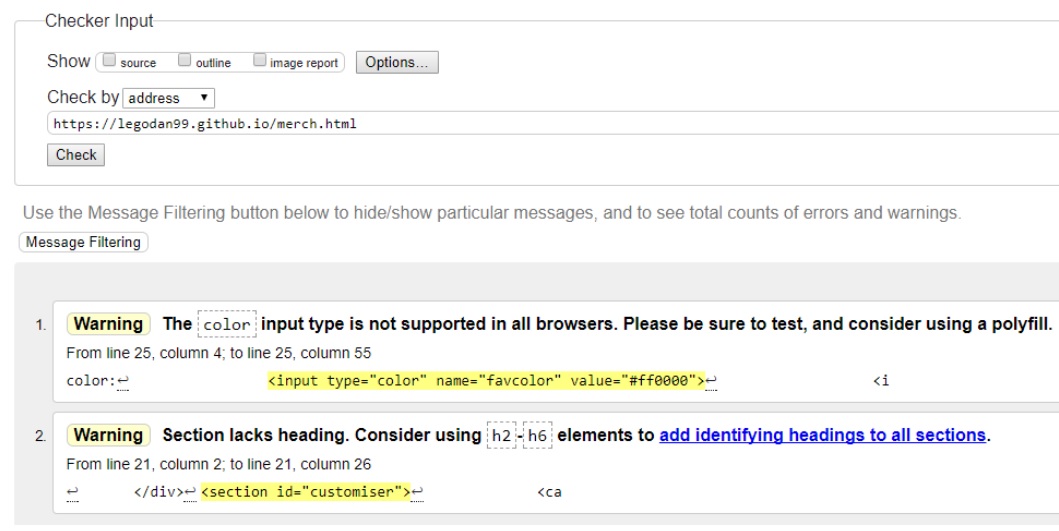 Checker Input
Show source outline image report Options...
Check by address ▼
https://legodan99.github.io/merch.html
Check
Use the Message Filtering button below to hide/show particular messages, and to see total counts of errors and warnings.
Message Filtering
1. Warning The color input type is not supported in all browsers. Please be sure to test, and consider using a polyfill.
From line 25, column 4; to line 25, column 55
color:↩ <input type="color" name="favcolor" value="#ff0000">↩ <i
2. Warning Section lacks heading. Consider using h2-h6 elements to add identifying headings to all sections.
From line 21, column 2; to line 21, column 26
↩ </div>↩ <section id="customiser">↩ <ca